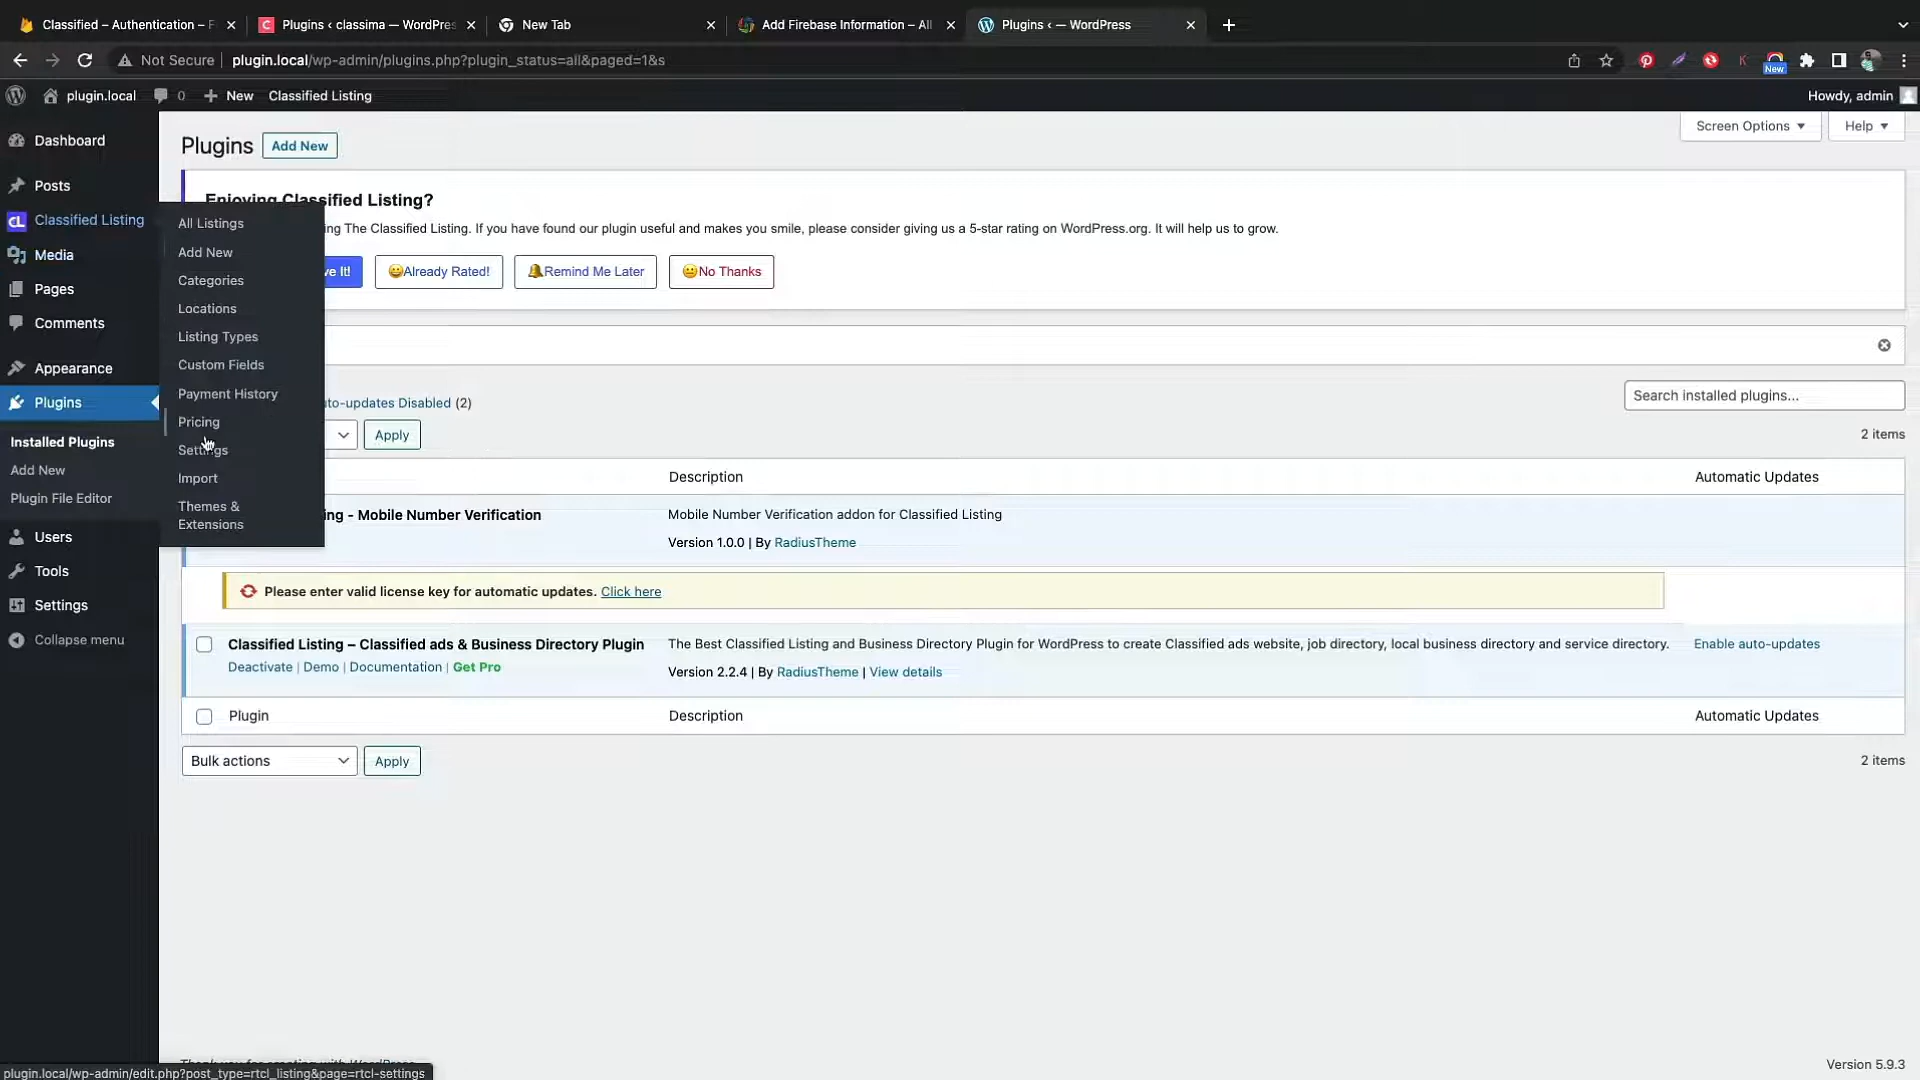 Classified – Authentication – F
Plugins ‹ classima — WordPres
New Tab
Add Firebase Information – All
Plugins ‹ — WordPress
Not Secure
plugin.local/wp-admin/plugins.php?plugin_status=all&paged=1&s
New
plugin.local
0
New
Classified Listing
Howdy, admin
Dashboard
Posts
Classified Listing
Media
Pages
Comments
Appearance
Plugins
Installed Plugins
Add New
Plugin File Editor
Users
Tools
Settings
Collapse menu
All Listings
Add New
Categories
Locations
Listing Types
Custom Fields
Payment History
Pricing
Settings
Import
Themes &
Extensions
Plugins
Add New
Screen Options
Help
Enjoying Classified Listing?
ing The Classified Listing. If you have found our plugin useful and makes you smile, please consider giving us a 5-star rating on WordPress.org. It will help us to grow.
ve It!
😀Already Rated!
🔔Remind Me Later
😐No Thanks
to-updates Disabled (2)
Search installed plugins...
Apply
2 items
Description
Automatic Updates
ing - Mobile Number Verification
Mobile Number Verification addon for Classified Listing
Version 1.0.0 | By RadiusTheme
Please enter valid license key for automatic updates. Click here
Classified Listing – Classified ads & Business Directory Plugin
Deactivate | Demo | Documentation | Get Pro
The Best Classified Listing and Business Directory Plugin for WordPress to create Classified ads website, job directory, local business directory and service directory.
Version 2.2.4 | By RadiusTheme | View details
Enable auto-updates
Plugin
Description
Automatic Updates
Bulk actions
Apply
2 items
Version 5.9.3
plugin.local/wp-admin/edit.php?post_type=rtcl_listing&page=rtcl-settings